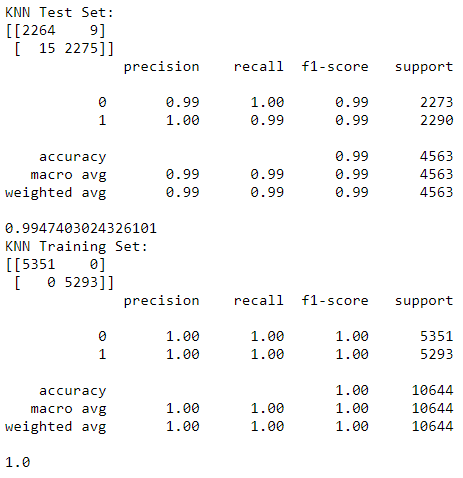 KNN Test Set:
[[2264    9]
 [  15 2275]]
              precision    recall  f1-score   support

           0       0.99      1.00      0.99      2273
           1       1.00      0.99      0.99      2290

    accuracy                           0.99      4563
   macro avg       0.99      0.99      0.99      4563
weighted avg       0.99      0.99      0.99      4563

0.9947403024326101
KNN Training Set:
[[5351    0]
 [   0 5293]]
              precision    recall  f1-score   support

           0       1.00      1.00      1.00      5351
           1       1.00      1.00      1.00      5293

    accuracy                           1.00     10644
   macro avg       1.00      1.00      1.00     10644
weighted avg       1.00      1.00      1.00     10644

1.0